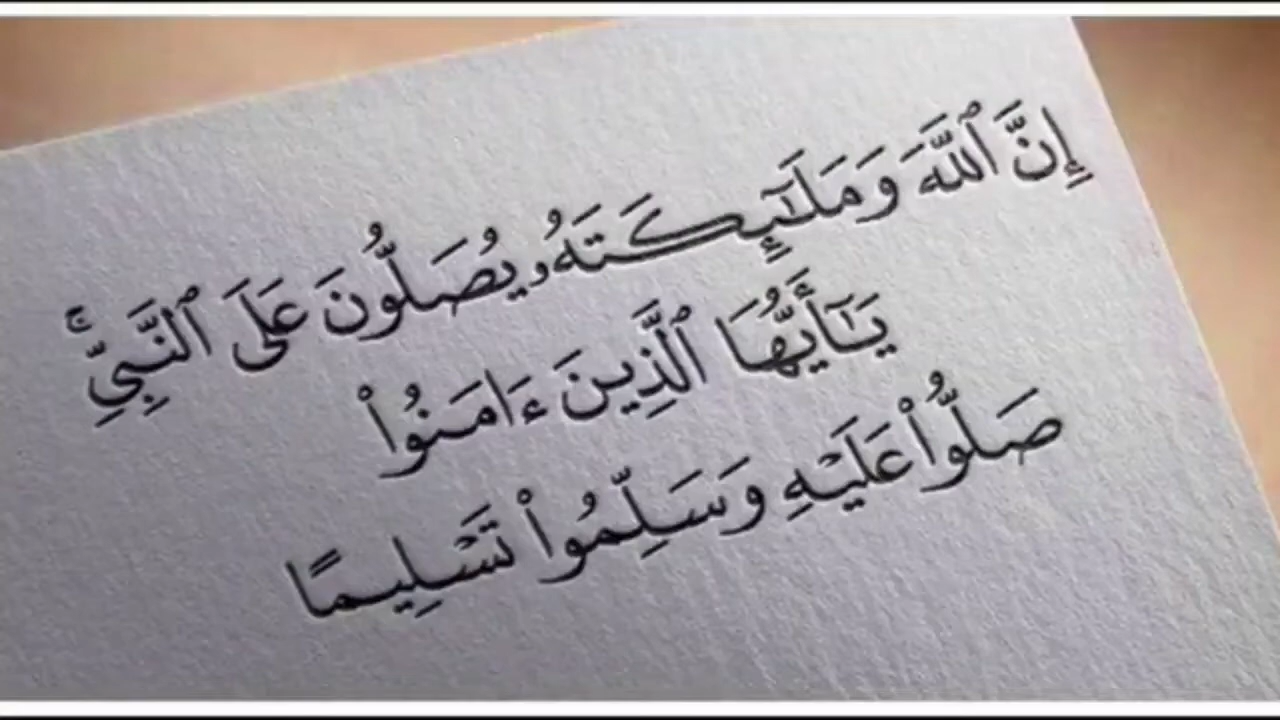 إِنَّ ٱللَّهَ وَمَلَـٰٓئِكَتَهُۥ يُصَلُّونَ عَلَى ٱلنَّبِىِّ ۚ
يَـٰٓأَيُّهَا ٱلَّذِينَ ءَامَنُوا۟
صَلُّوا۟ عَلَيْهِ وَسَلِّمُوا۟ تَسْلِيمًا